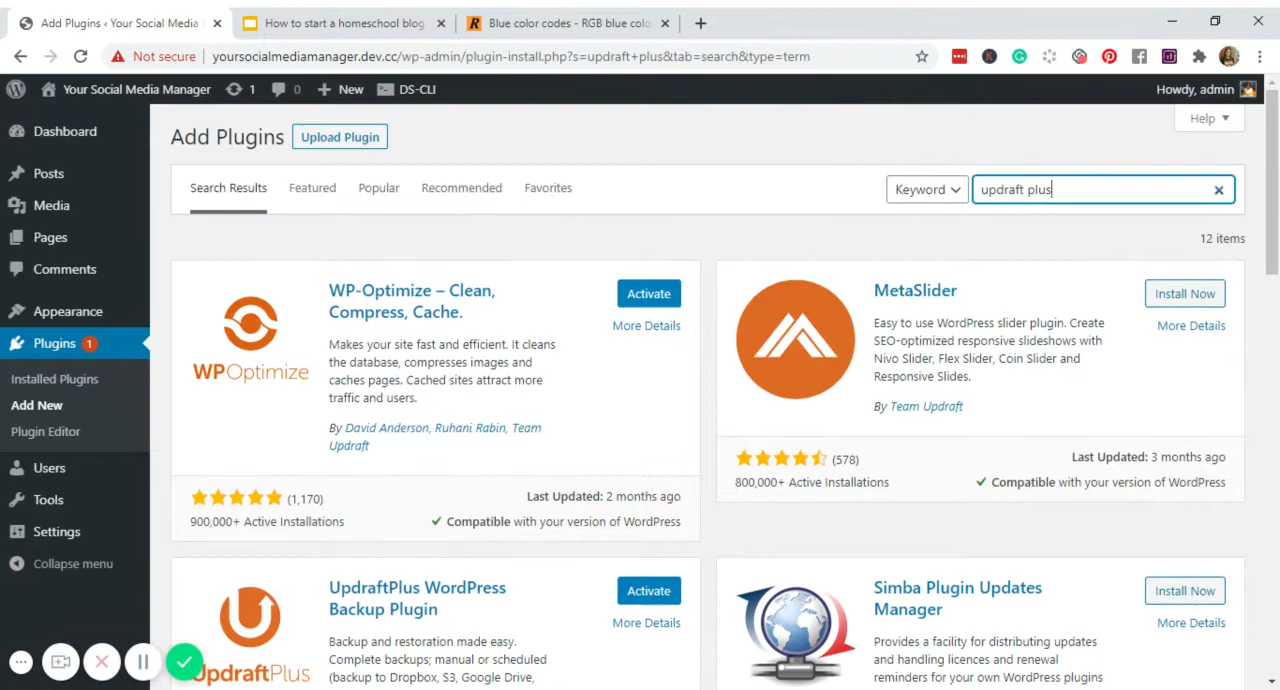 Add Plugins ‹ Your Social Media
How to start a homeschool blog
Blue color codes - RGB blue colo
Not secure
yoursocialmediamanager.dev.cc/wp-admin/plugin-install.php?s=updraft+plus&tab=search&type=term
Your Social Media Manager
1
0
New
DS-CLI
Howdy, admin
Dashboard
Posts
Media
Pages
Comments
Appearance
Plugins 1
Installed Plugins
Add New
Plugin Editor
Users
Tools
Settings
Collapse menu
Help
Add Plugins
Upload Plugin
Search Results
Featured
Popular
Recommended
Favorites
Keyword
updraft plus
12 items
WPOptimize
WP-Optimize – Clean,
Compress, Cache.
Makes your site fast and efficient. It cleans
the database, compresses images and
caches pages. Cached sites attract more
traffic and users.
By David Anderson, Ruhani Rabin, Team
Updraft
Activate
More Details
(1,170)
900,000+ Active Installations
Last Updated: 2 months ago
Compatible with your version of WordPress
MetaSlider
Easy to use WordPress slider plugin. Create
SEO-optimized responsive slideshows with
Nivo Slider, Flex Slider, Coin Slider and
Responsive Slides.
By Team Updraft
Install Now
More Details
(578)
800,000+ Active Installations
Last Updated: 3 months ago
Compatible with your version of WordPress
UpdraftPlus
UpdraftPlus WordPress
Backup Plugin
Backup and restoration made easy.
Complete backups; manual or scheduled
(backup to Dropbox, S3, Google Drive,
Activate
More Details
Simba Plugin Updates
Manager
Provides a facility for distributing updates
and handling licences and renewal
reminders for your own WordPress plugins
Install Now
More Details